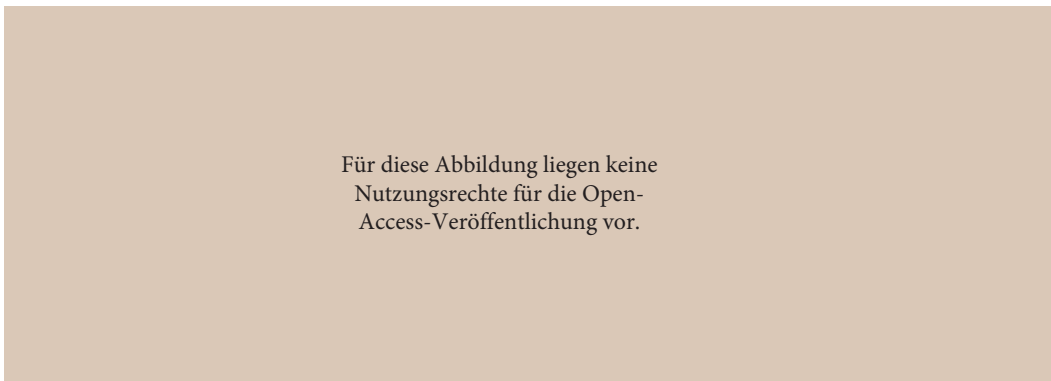 Für diese Abbildung liegen keine
Nutzungsrechte für die Open-
Access-Veröffentlichung vor.